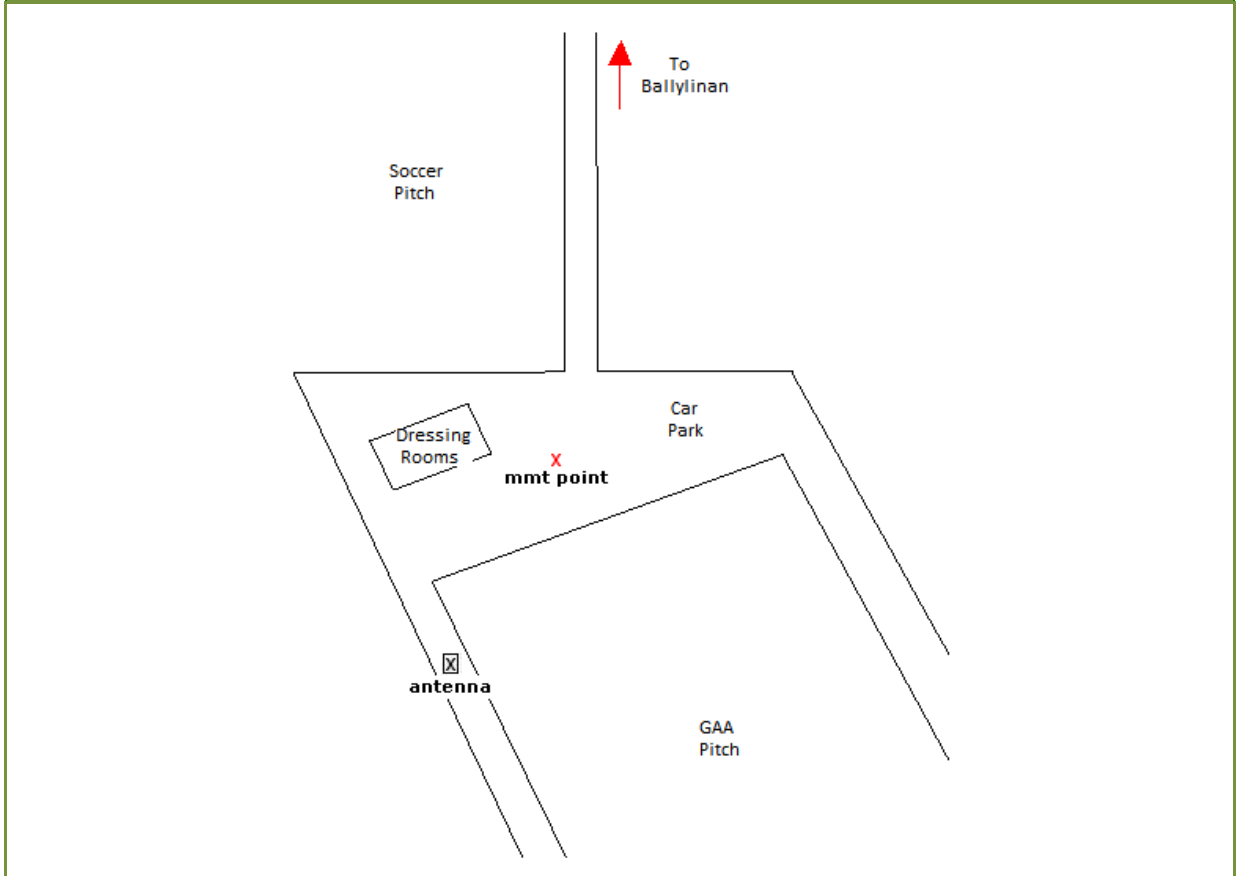 To
Ballylinan
Soccer
Pitch
Car
Park
Dressing
Rooms
X
mmt point
X
antenna
GAA
Pitch